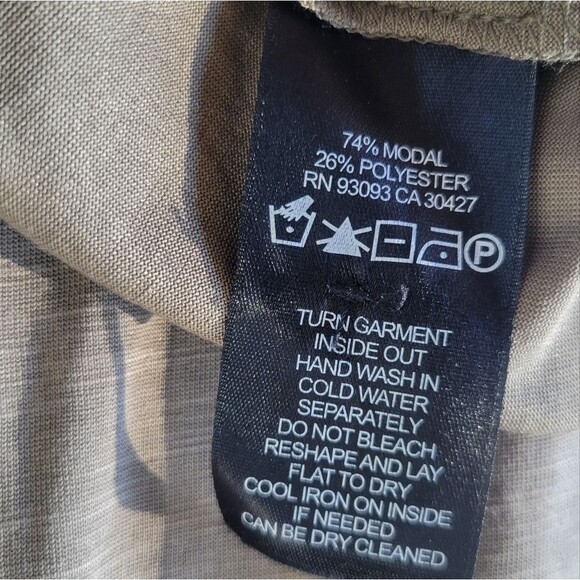 74% MODAL
26% POLYESTER
RN 93093 CA 30427
P
TURN GARMENT
INSIDE OUT
HAND WASH IN
COLD WATER
SEPARATELY
DO NOT BLEACH
RESHAPE AND LAY
FLAT TO DRY
COOL IRON ON INSIDE
IF NEEDED
CAN BE DRY CLEANED